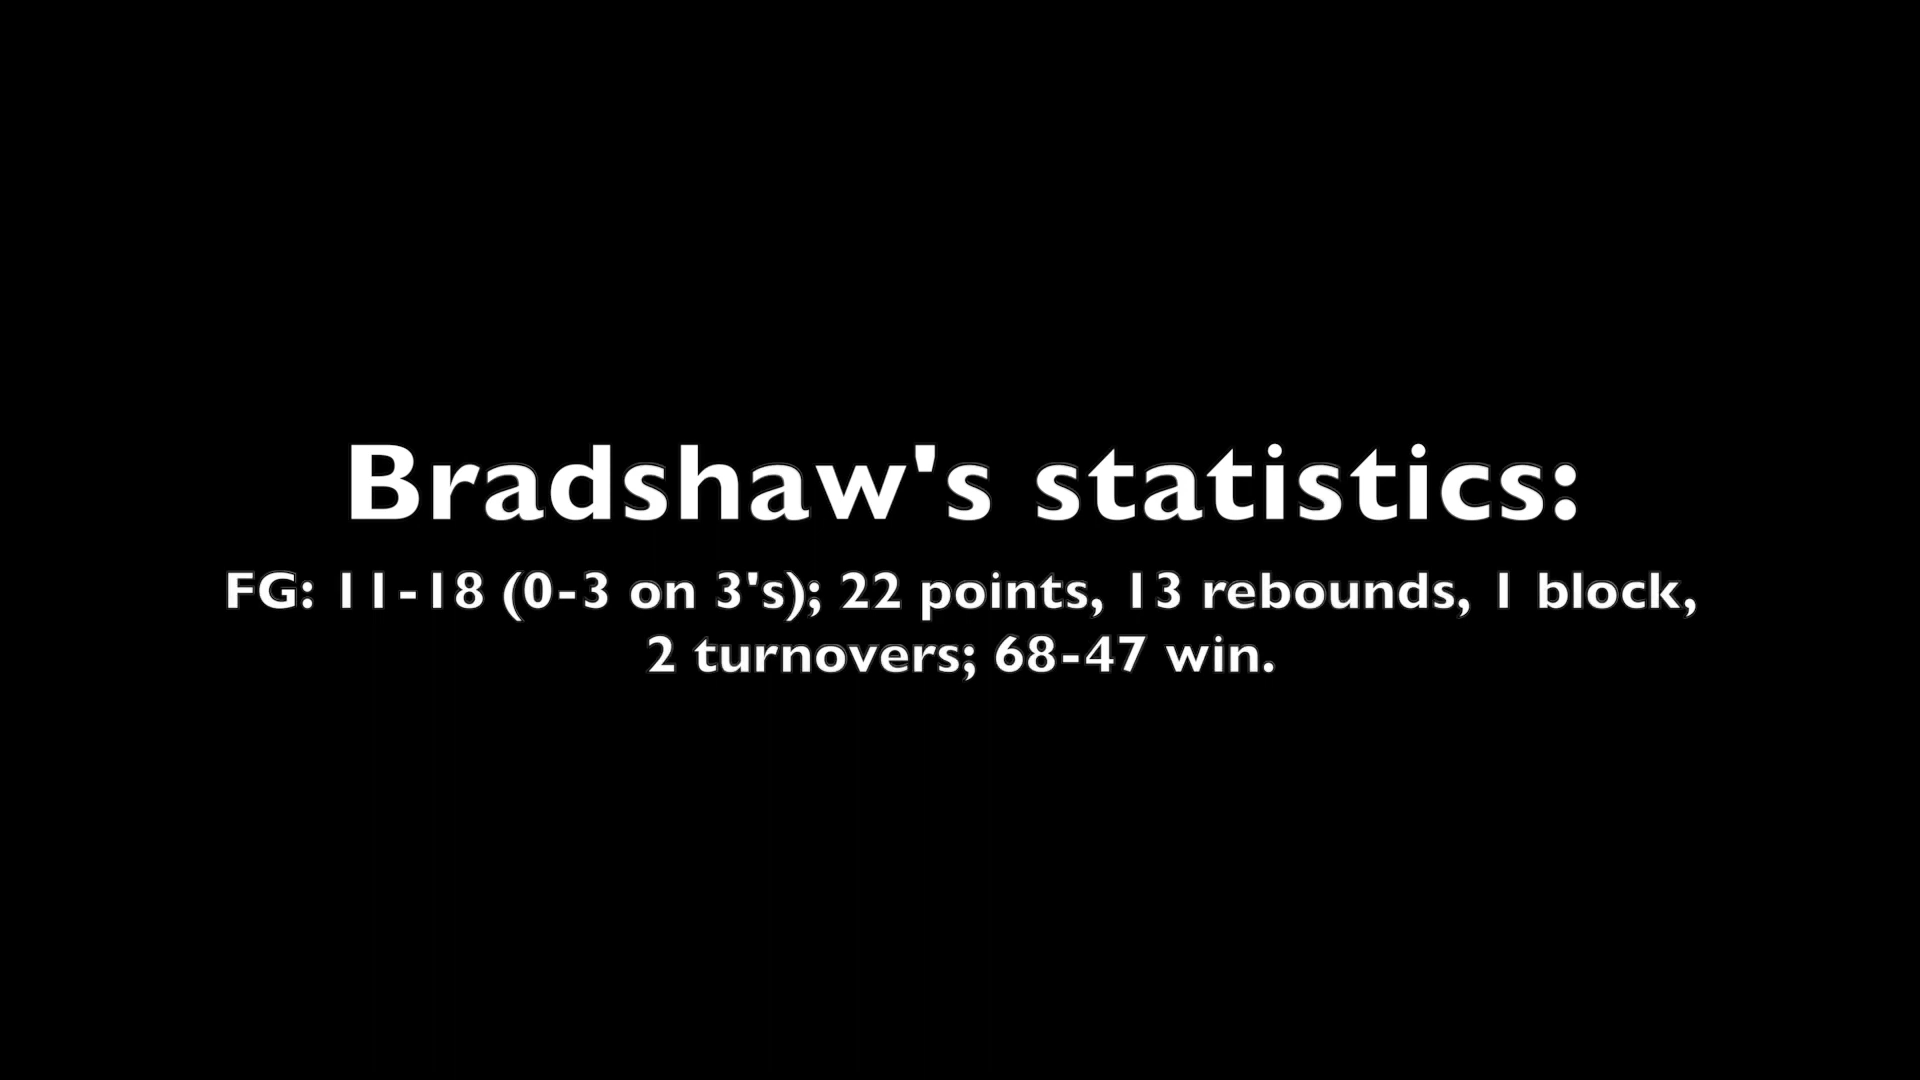 Bradshaw's statistics:
FG: 11-18 (0-3 on 3's); 22 points, 13 rebounds, 1 block,
2 turnovers; 68-47 win.